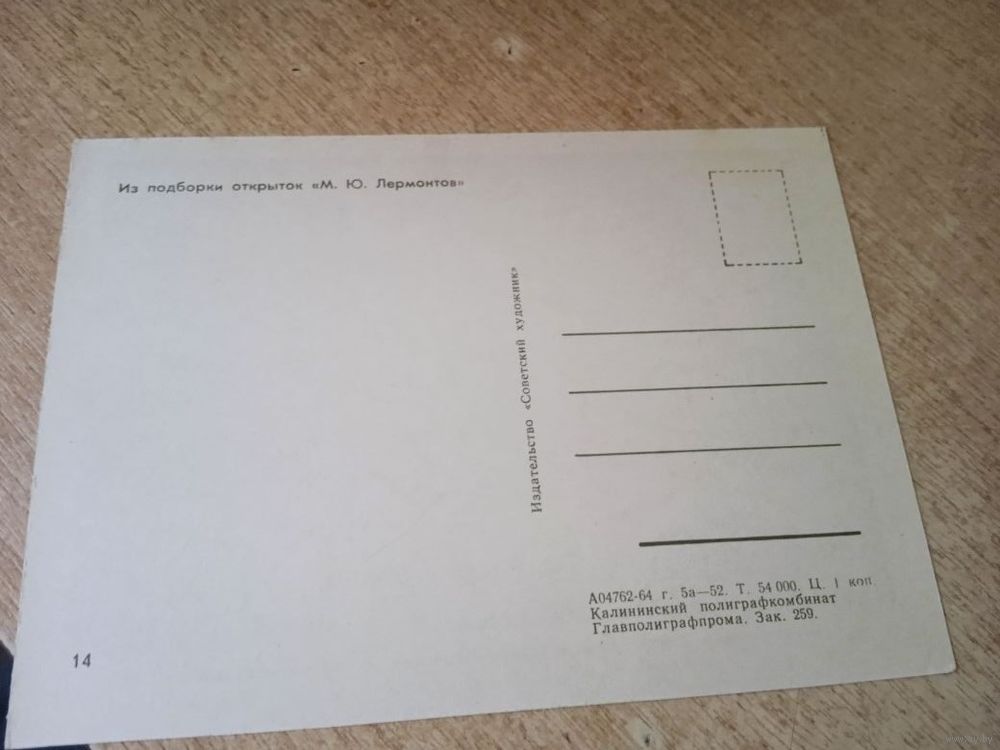 Из подборки открыток «М. Ю. Лермонтов»
Издательство «Советский художник»
А04762-64 г. 5а—52. Т. 54 000. Ц. 1 коп.
Калининский полиграфкомбинат
Главполиграфпрома. Зак. 259.
14